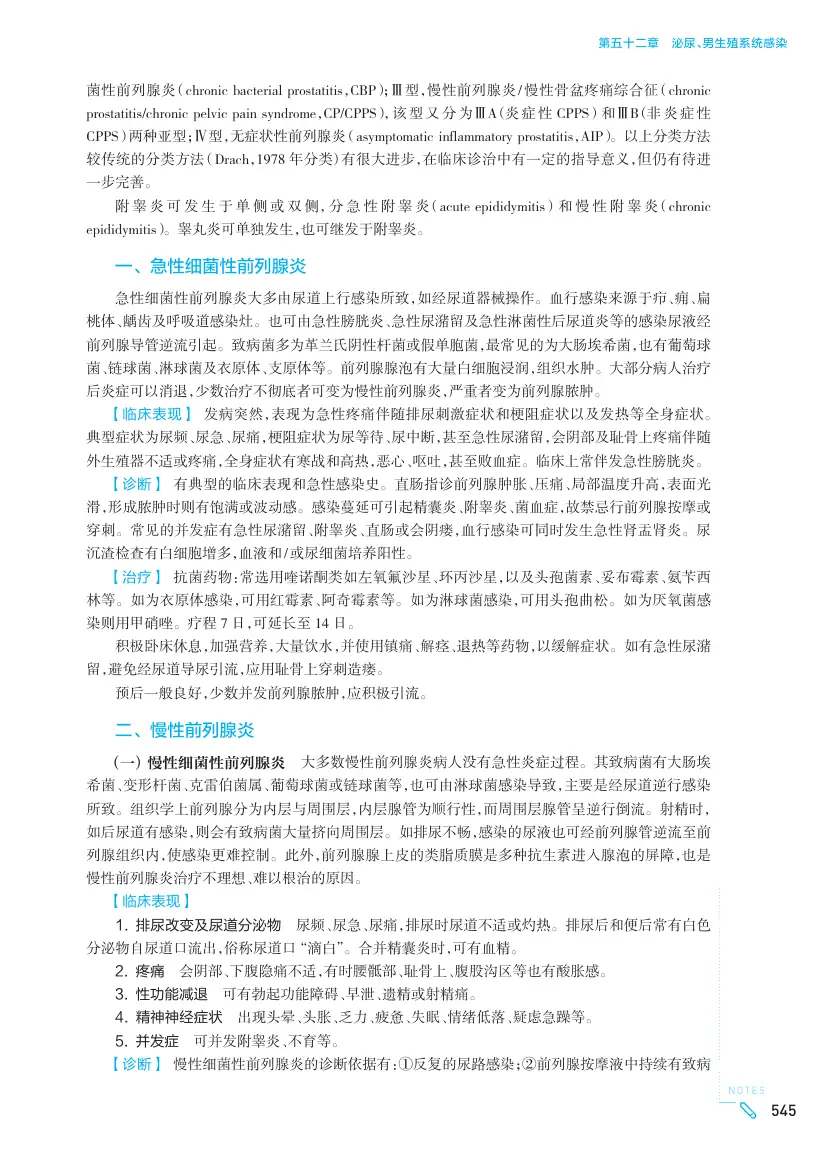 第五十二章 泌尿、男生殖系统感染
菌性前列腺炎(chronic bacterial prostatitis,CBP);Ⅲ型,慢性前列腺炎/慢性骨盆疼痛综合征(chronic
prostatitis/chronic pelvic pain syndrome,CP/CPPS),该型又分为ⅢA(炎症性 CPPS)和ⅢB(非炎症性
CPPS)两种亚型;Ⅳ型,无症状性前列腺炎(asymptomatic inflammatory prostatitis,AIP)。以上分类方法
较传统的分类方法(Drach,1978 年分类)有很大进步,在临床诊治中有一定的指导意义,但仍有待进
一步完善。
附睾炎可发生于单侧或双侧,分急性附睾炎(acute epididymitis)和慢性附睾炎(chronic
epididymitis)。睾丸炎可单独发生,也可继发于附睾炎。
一、急性细菌性前列腺炎
急性细菌性前列腺炎大多由尿道上行感染所致,如经尿道器械操作。血行感染来源于疖、痈、扁
桃体、龋齿及呼吸道感染灶。也可由急性膀胱炎、急性尿潴留及急性淋菌性后尿道炎等的感染尿液经
前列腺导管逆流引起。致病菌多为革兰氏阴性杆菌或假单胞菌,最常见的为大肠埃希菌,也有葡萄球
菌、链球菌、淋球菌及衣原体、支原体等。前列腺腺泡有大量白细胞浸润,组织水肿。大部分病人治疗
后炎症可以消退,少数治疗不彻底者可变为慢性前列腺炎,严重者变为前列腺脓肿。
【临床表现】 发病突然,表现为急性疼痛伴随排尿刺激症状和梗阻症状以及发热等全身症状。
典型症状为尿频、尿急、尿痛,梗阻症状为尿等待、尿中断,甚至急性尿潴留,会阴部及耻骨上疼痛伴随
外生殖器不适或疼痛,全身症状有寒战和高热,恶心、呕吐,甚至败血症。临床上常伴发急性膀胱炎。
【诊断】 有典型的临床表现和急性感染史。直肠指诊前列腺肿胀、压痛、局部温度升高,表面光
滑,形成脓肿时则有饱满或波动感。感染蔓延可引起精囊炎、附睾炎、菌血症,故禁忌行前列腺按摩或
穿刺。常见的并发症有急性尿潴留、附睾炎、直肠或会阴瘘,血行感染可同时发生急性肾盂肾炎。尿
沉渣检查有白细胞增多,血液和/或尿细菌培养阳性。
【治疗】 抗菌药物:常选用喹诺酮类如左氧氟沙星、环丙沙星,以及头孢菌素、妥布霉素、氨苄西
林等。如为衣原体感染,可用红霉素、阿奇霉素等。如为淋球菌感染,可用头孢曲松。如为厌氧菌感
染则用甲硝唑。疗程 7 日,可延长至 14 日。
积极卧床休息,加强营养,大量饮水,并使用镇痛、解痉、退热等药物,以缓解症状。如有急性尿潴
留,避免经尿道导尿引流,应用耻骨上穿刺造瘘。
预后一般良好,少数并发前列腺脓肿,应积极引流。
二、慢性前列腺炎
(一)慢性细菌性前列腺炎 大多数慢性前列腺炎病人没有急性炎症过程。其致病菌有大肠埃
希菌、变形杆菌、克雷伯菌属、葡萄球菌或链球菌等,也可由淋球菌感染导致,主要是经尿道逆行感染
所致。组织学上前列腺分为内层与周围层,内层腺管为顺行性,而周围层腺管呈逆行倒流。射精时,
如后尿道有感染,则会有致病菌大量挤向周围层。如排尿不畅,感染的尿液也可经前列腺管逆流至前
列腺组织内,使感染更难控制。此外,前列腺腺上皮的类脂质膜是多种抗生素进入腺泡的屏障,也是
慢性前列腺炎治疗不理想、难以根治的原因。
【临床表现】
1. 排尿改变及尿道分泌物 尿频、尿急、尿痛,排尿时尿道不适或灼热。排尿后和便后常有白色
分泌物自尿道口流出,俗称尿道口“滴白”。合并精囊炎时,可有血精。
2. 疼痛 会阴部、下腹隐痛不适,有时腰骶部、耻骨上、腹股沟区等也有酸胀感。
3. 性功能减退 可有勃起功能障碍、早泄、遗精或射精痛。
4. 精神神经症状 出现头晕、头胀、乏力、疲惫、失眠、情绪低落、疑虑急躁等。
5. 并发症 可并发附睾炎、不育等。
【诊断】 慢性细菌性前列腺炎的诊断依据有:①反复的尿路感染;②前列腺按摩液中持续有致病
NOTES
545